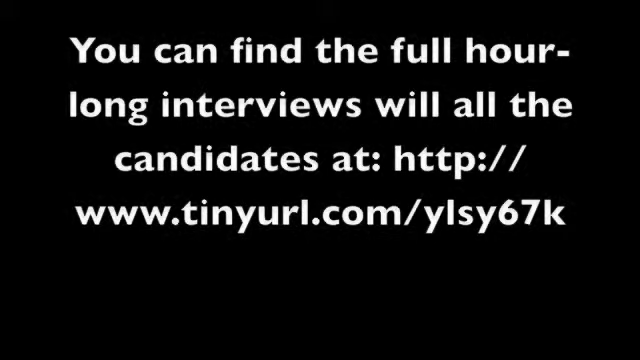 You can find the full hour-
long interviews will all the
candidates at: http://
www.tinyurl.com/ylsy67k